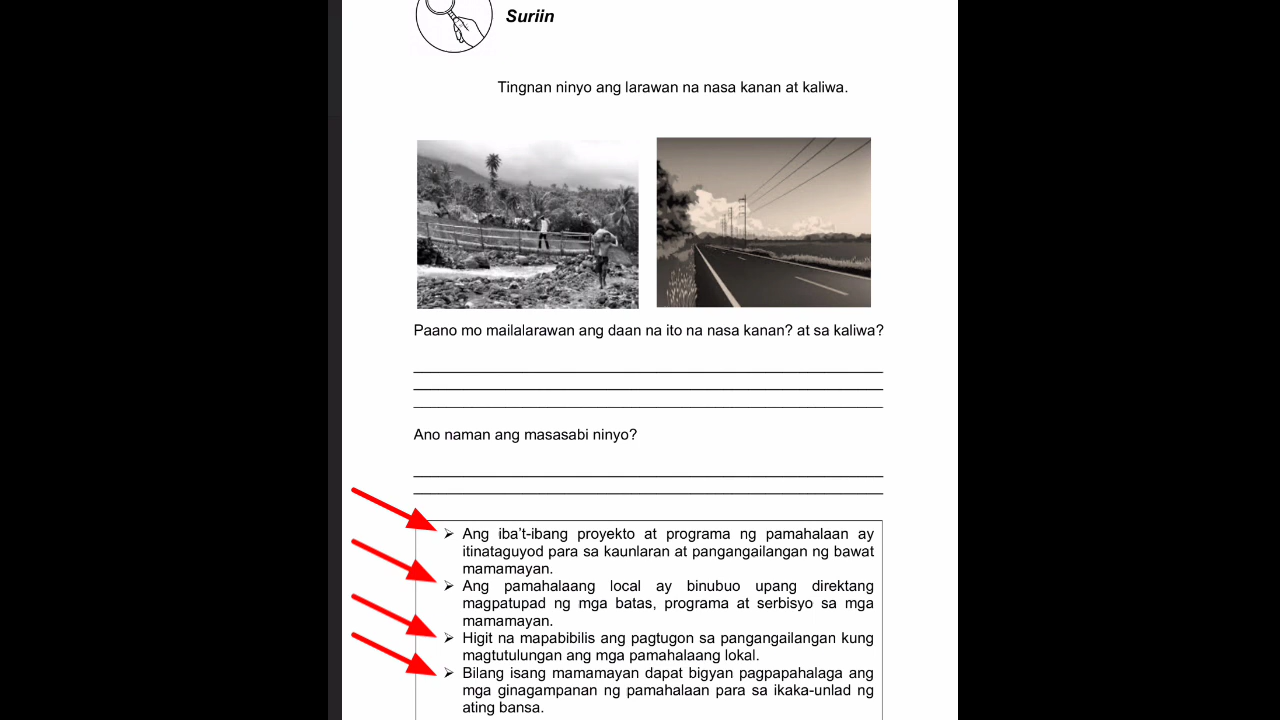 Suriin
Tingnan ninyo ang larawan na nasa kanan at kaliwa.
Paano mo mailalarawan ang daan na ito na nasa kanan? at sa kaliwa?
Ano naman ang masasabi ninyo?
Ang iba't-ibang proyekto at programa ng pamahalaan ay
itinataguyod para sa kaunlaran at pangangailangan ng bawat
mamamayan.
Ang pamahalaang local ay binubuo upang direktang
magpatupad ng mga batas, programa at serbisyo sa mga
mamamayan.
Higit na mapabibilis ang pagtugon sa pangangailangan kung
magtutulungan ang mga pamahalaang lokal.
Bilang isang mamamayan dapat bigyan pagpapahalaga ang
mga ginagampanan ng pamahalaan para sa ikaka-unlad ng
ating bansa.